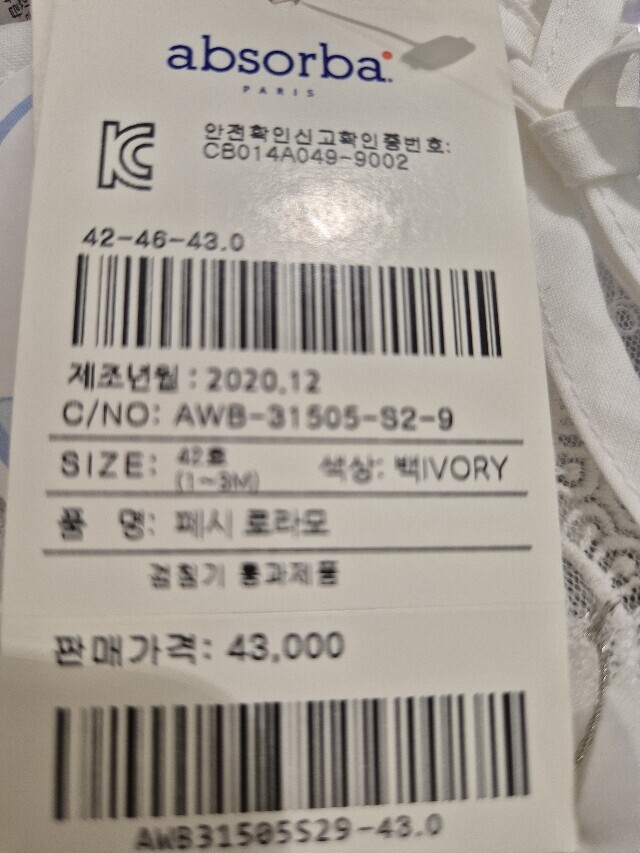 absorba.
PARIS
안전확인신고확인증번호:
CB014A049-9002
42-46-43.0
제조년월 : 2020.12
C/NO: AWB-31505-S2-9
SIZE: 42호 (1~3M) 색상: 백IVORY
품 명: 페시 로라모
검침기 통과제품
판매가격: 43,000
AWB31505S29-43.0